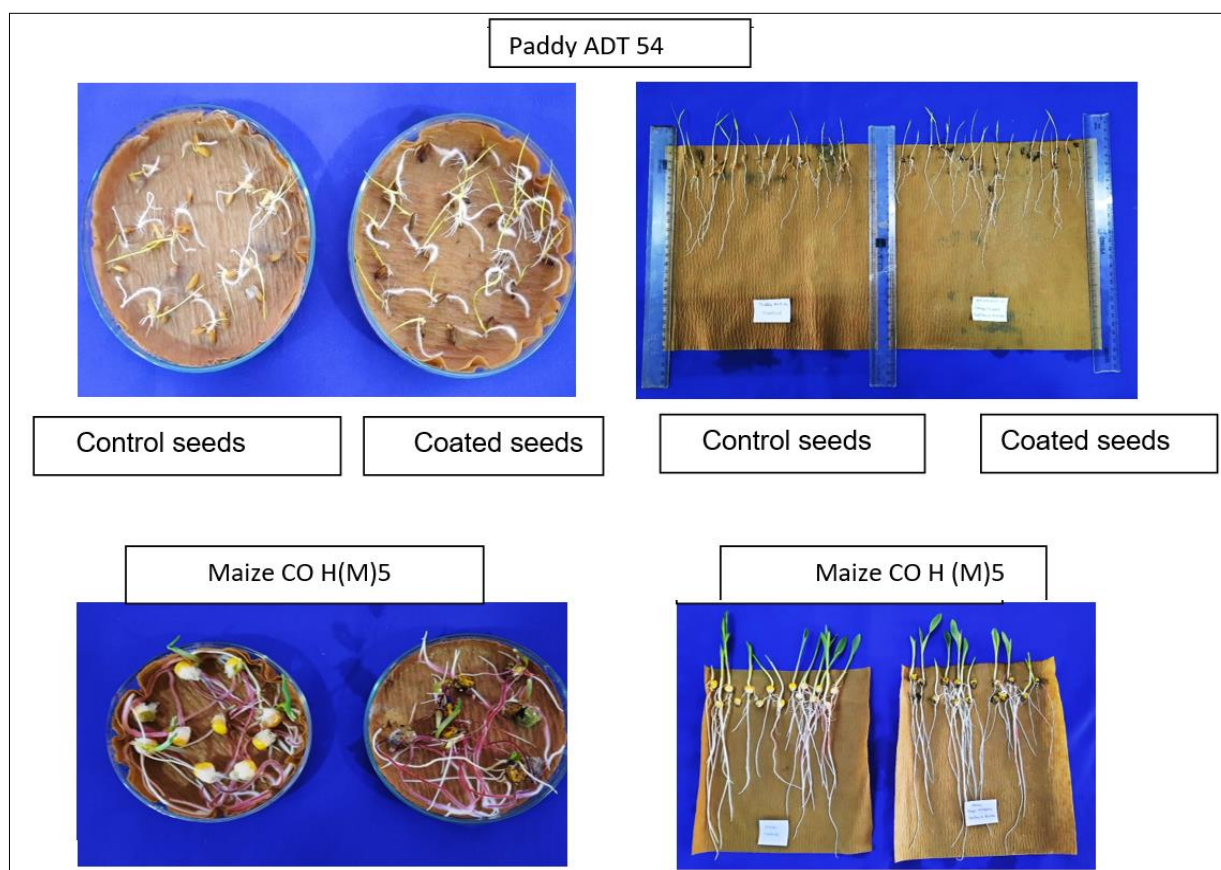 Paddy ADT 54
Control seeds
Coated seeds
Control seeds
Coated seeds
Maize CO H(M)5
Maize CO H (M)5